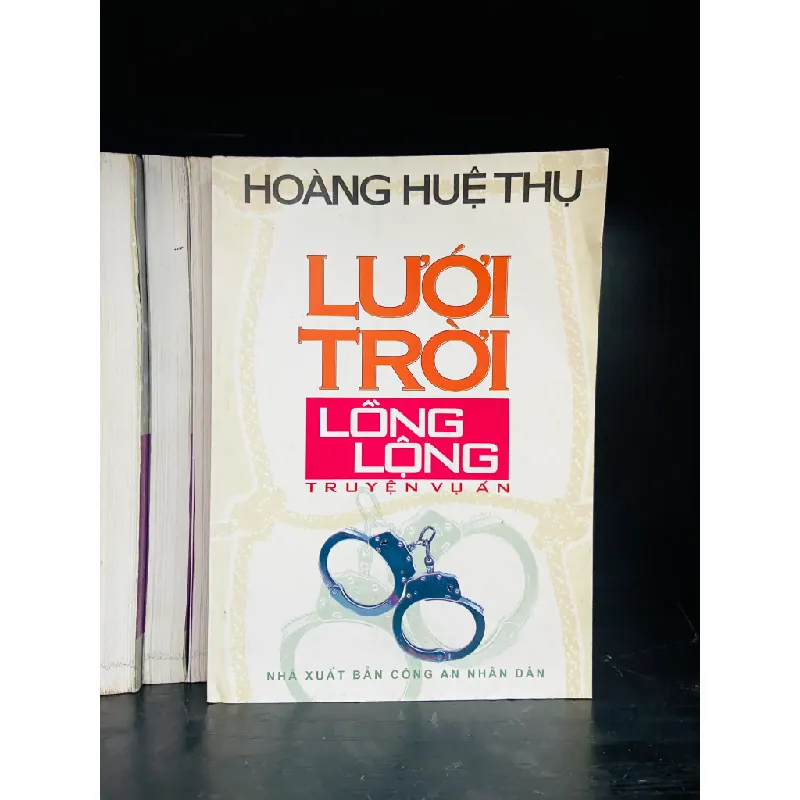 HOÀNG HUỆ THỤ
LƯỚI
TRỜI
LỒNG
LỘNG
TRUYỆN VỤ ÁN
NHÀ XUẤT BẢN CÔNG AN NHÂN DÂN